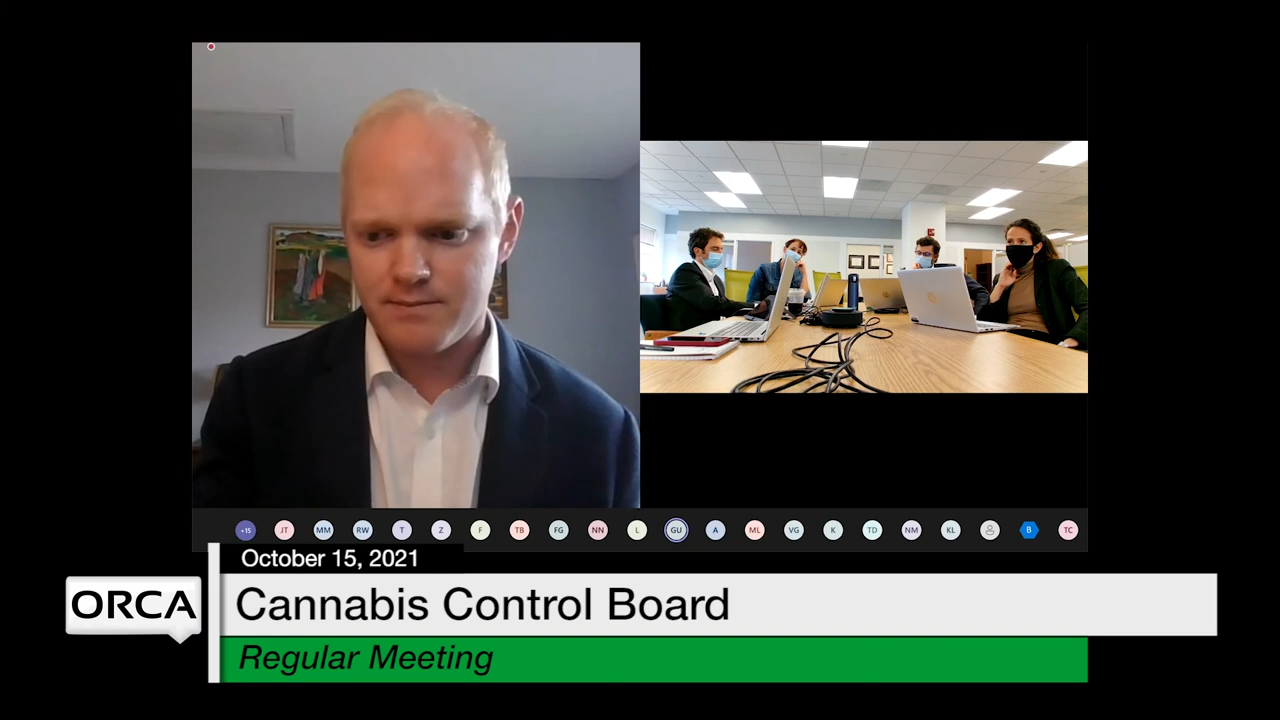 +15 JT MM RW T Z F TB FG NN L GU A ML VG K TD NM KL B TC
October 15, 2021
ORCA
Cannabis Control Board
Regular Meeting